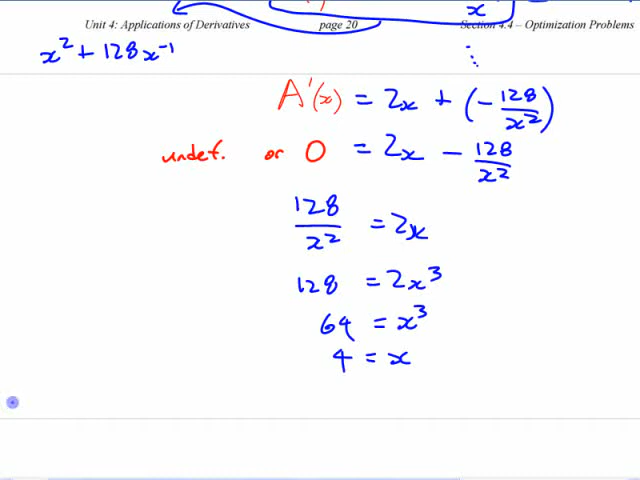 x
Unit 4: Applications of Derivatives page 20 Section 4.4 – Optimization Problems
x² + 128x⁻¹
A'(x) = 2x + (-128/x²)
undef. or 0 = 2x - 128/x²
128/x² = 2x
128 = 2x³
64 = x³
4 = x